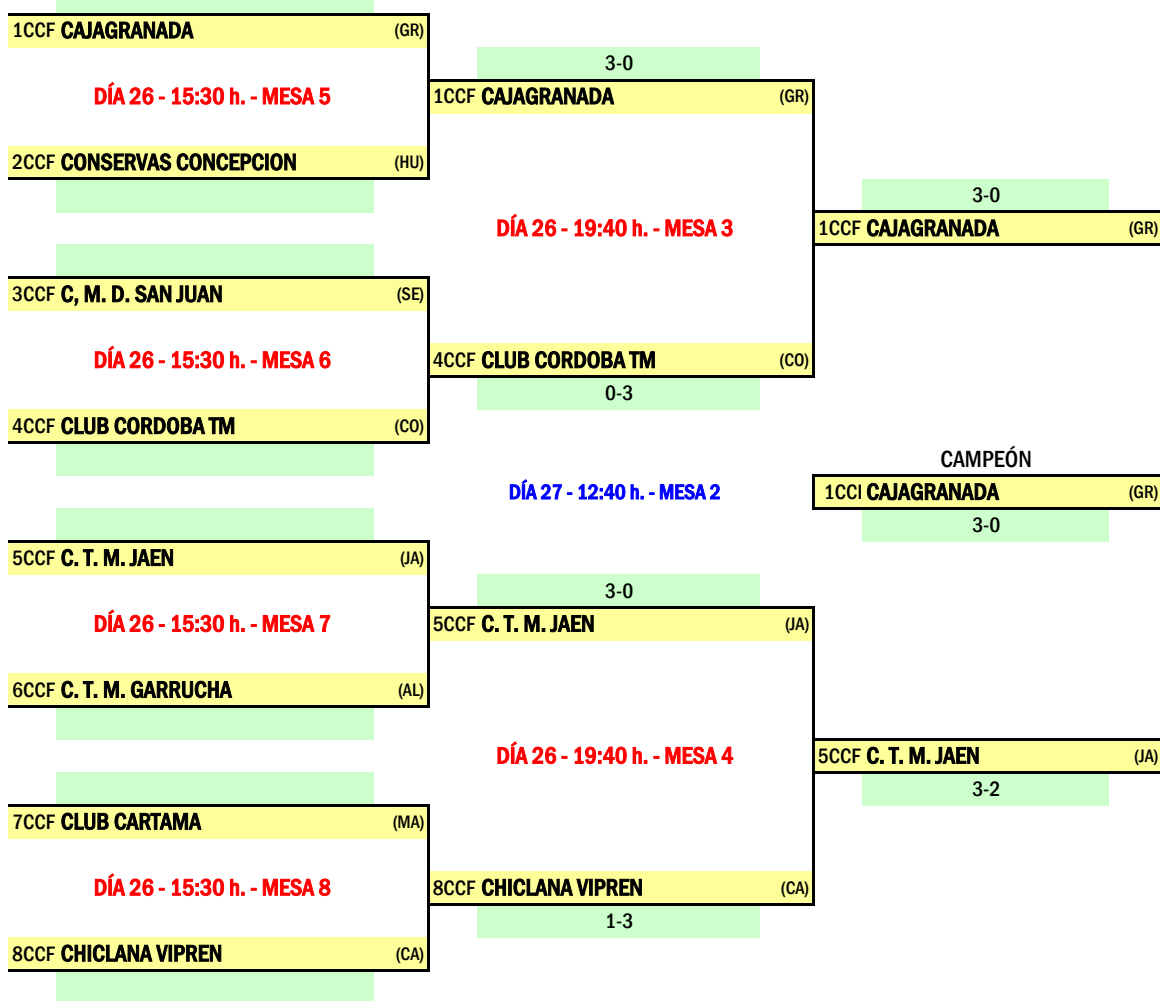 1CCF CAJAGRANADA (GR)
DÍA 26 - 15:30 h. - MESA 5
2CCF CONSERVAS CONCEPCION (HU)
3CCF C, M. D. SAN JUAN (SE)
DÍA 26 - 15:30 h. - MESA 6
4CCF CLUB CORDOBA TM (CO)
5CCF C. T. M. JAEN (JA)
DÍA 26 - 15:30 h. - MESA 7
6CCF C. T. M. GARRUCHA (AL)
7CCF CLUB CARTAMA (MA)
DÍA 26 - 15:30 h. - MESA 8
8CCF CHICLANA VIPREN (CA)
3-0
1CCF CAJAGRANADA (GR)
DÍA 26 - 19:40 h. - MESA 3
4CCF CLUB CORDOBA TM (CO)
0-3
DÍA 27 - 12:40 h. - MESA 2
3-0
5CCF C. T. M. JAEN (JA)
DÍA 26 - 19:40 h. - MESA 4
8CCF CHICLANA VIPREN (CA)
1-3
3-0
1CCF CAJAGRANADA (GR)
CAMPEÓN
1CCI CAJAGRANADA (GR)
3-0
5CCF C. T. M. JAEN (JA)
3-2